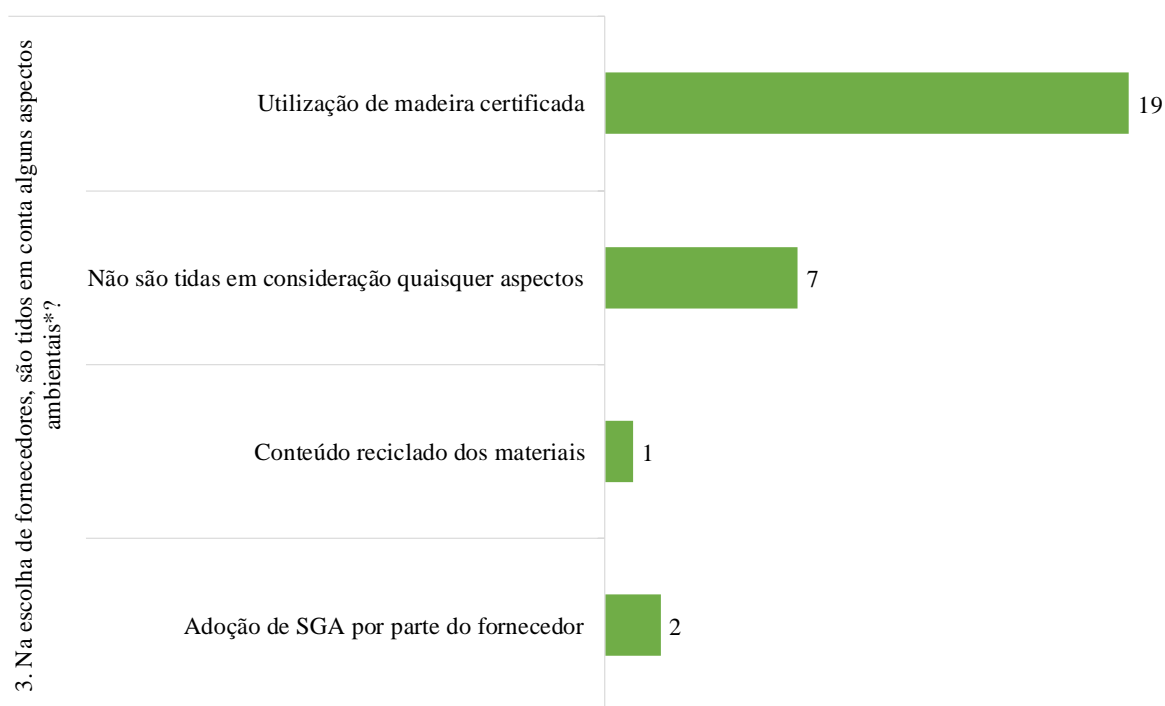 3. Na escolha de fornecedores, são tidos em conta alguns aspectos
ambientais*?
Utilização de madeira certificada
19
Não são tidas em consideração quaisquer aspectos
7
Conteúdo reciclado dos materiais
1
Adoção de SGA por parte do fornecedor
2